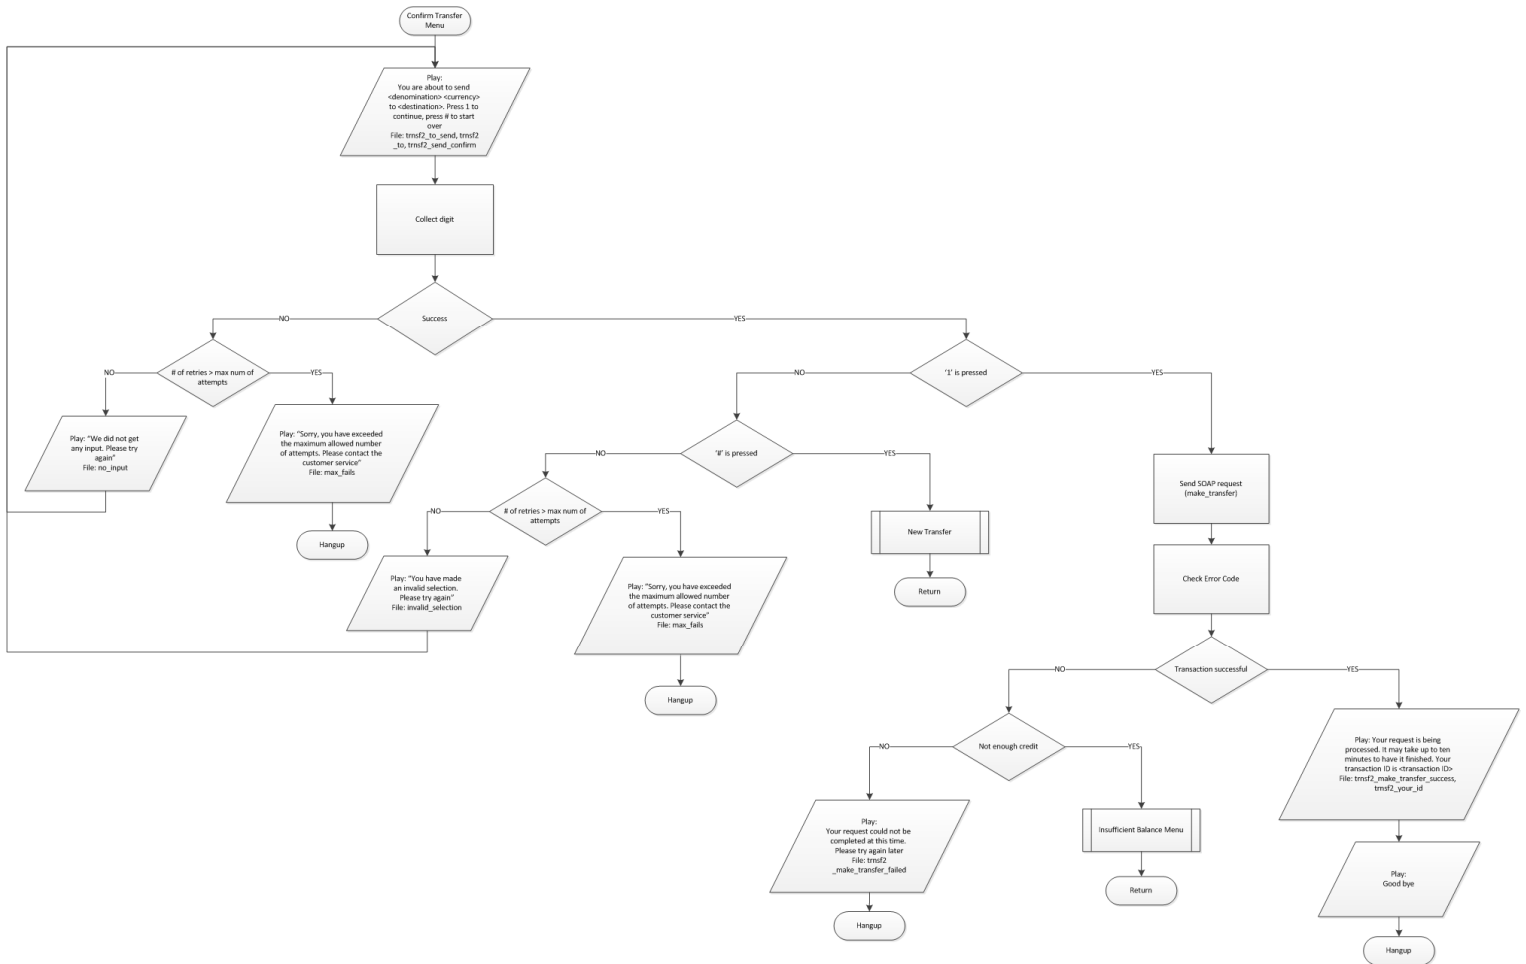 Confirm Transfer
Menu
Play:
You are about to send
<denomination> <currency>
to <destination>. Press 1 to
continue, press # to start
over
File: trnsf2_to_send, trnsf2
_to, trnsf2_send_confirm
Collect digit
Success
NO
YES
# of retries > max num of
attempts
NO
YES
'1' is pressed
NO
YES
Play: “We did not get
any input. Please try
again”
File: no_input
Play: “Sorry, you have exceeded
the maximum allowed number
of attempts. Please contact the
customer service”
File: max_fails
Hangup
'#' is pressed
NO
YES
# of retries > max num of
attempts
NO
YES
New Transfer
Return
Play: “You have made
an invalid selection.
Please try again”
File: invalid_selection
Play: “Sorry, you have exceeded
the maximum allowed number
of attempts. Please contact the
customer service”
File: max_fails
Hangup
Send SOAP request
(make_transfer)
Check Error Code
Transaction successful
NO
YES
Not enough credit
NO
YES
Play:
Your request could not be
completed at this time.
Please try again later
File: trnsf2
_make_transfer_failed
Hangup
Insufficient Balance Menu
Return
Play: Your request is being
processed. It may take up to ten
minutes to have it finished. Your
transaction ID is <transaction ID>
File: trnsf2_make_transfer_success,
trnsf2_your_id
Play:
Good bye
Hangup